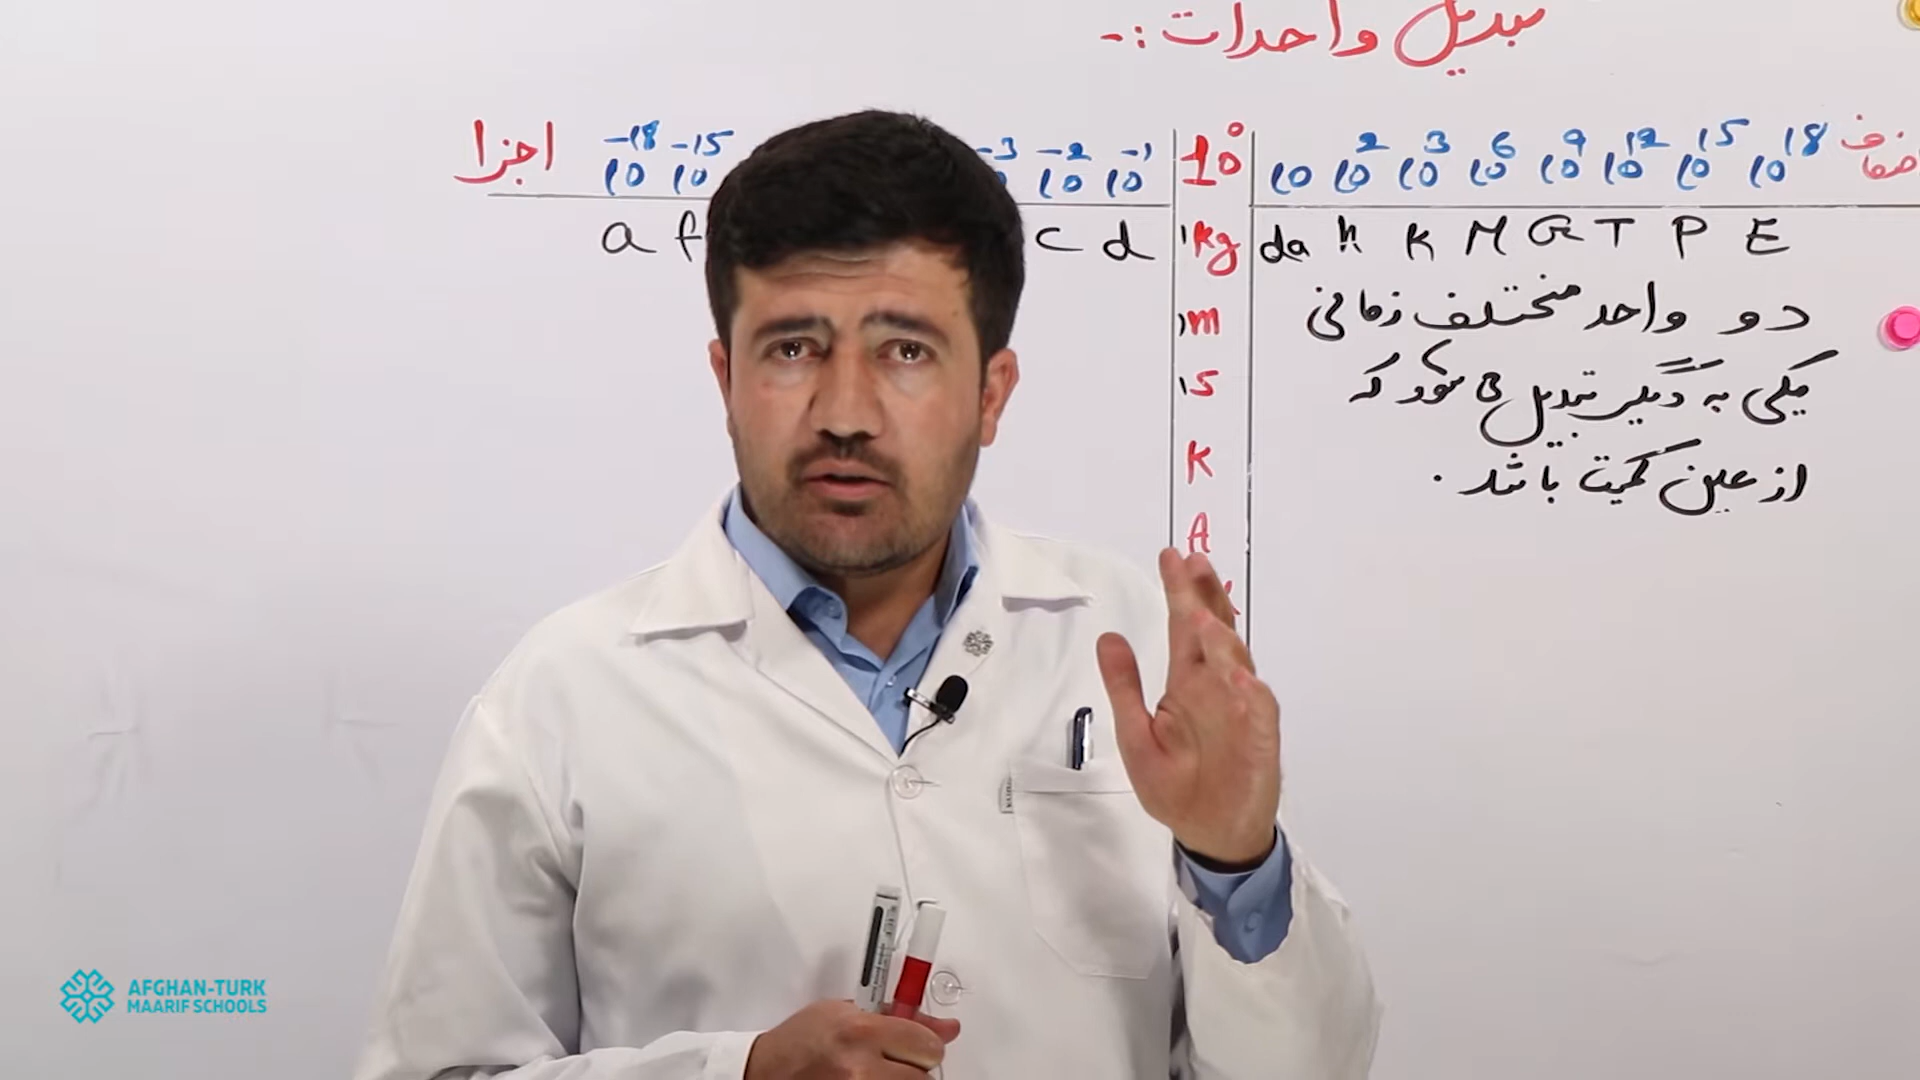 تبدیل واحدات :-
اجزا 10⁻¹⁸ 10⁻¹⁵ 10⁻² 10⁻¹ 10⁰ 10 10² 10³ 10⁶ 10⁹ 10¹² 10¹⁵ 10¹⁸ اضعاف
a f c d 1kg da h K M G T P E
1m
1s
K
A
دو واحد مختلف زمانی
یکی به دیگر تبدیل می شود که
از عین کمیت باشد .
AFGHAN-TURK
MAARIF SCHOOLS